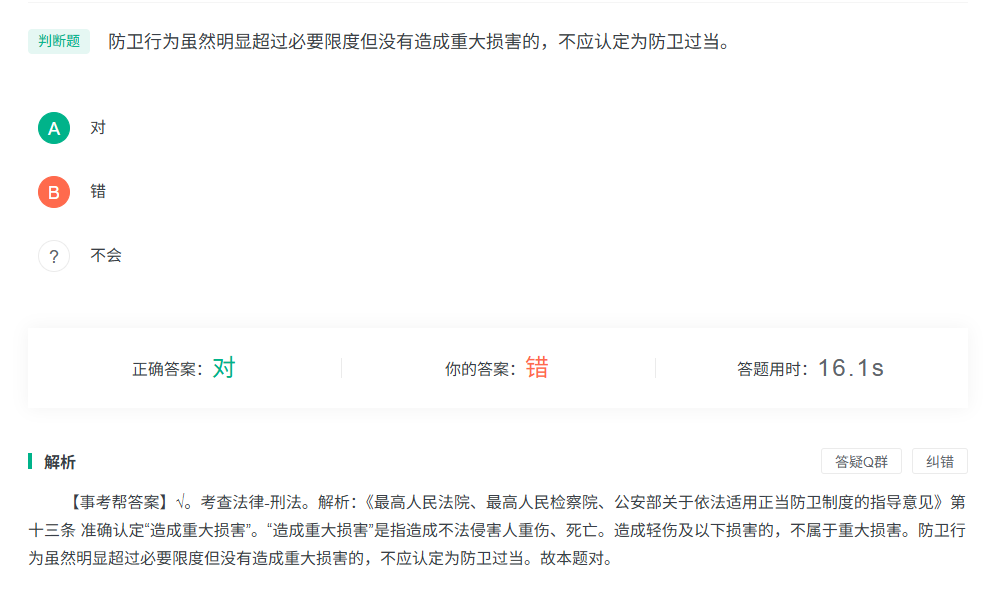 判断题 防卫行为虽然明显超过必要限度但没有造成重大损害的，不应认定为防卫过当。
A 对
B 错
? 不会
正确答案：对 你的答案：错 答题用时：16.1s
解析 答疑Q群 纠错
【事考帮答案】√。考查法律-刑法。解析：《最高人民法院、最高人民检察院、公安部关于依法适用正当防卫制度的指导意见》第
十三条 准确认定“造成重大损害”。“造成重大损害”是指造成不法侵害人重伤、死亡。造成轻伤及以下损害的，不属于重大损害。防卫行
为虽然明显超过必要限度但没有造成重大损害的，不应认定为防卫过当。故本题对。